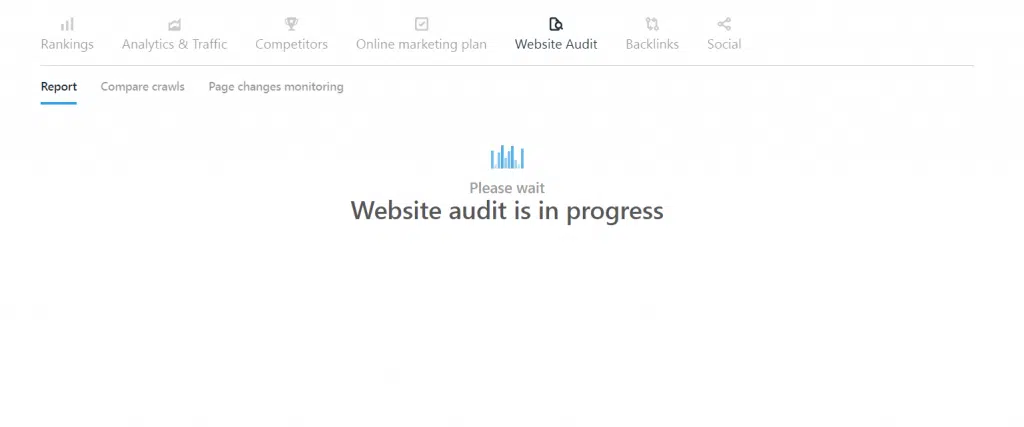 Rankings Analytics & Traffic Competitors Online marketing plan Website Audit Backlinks Social
Report Compare crawls Page changes monitoring
Please wait
Website audit is in progress